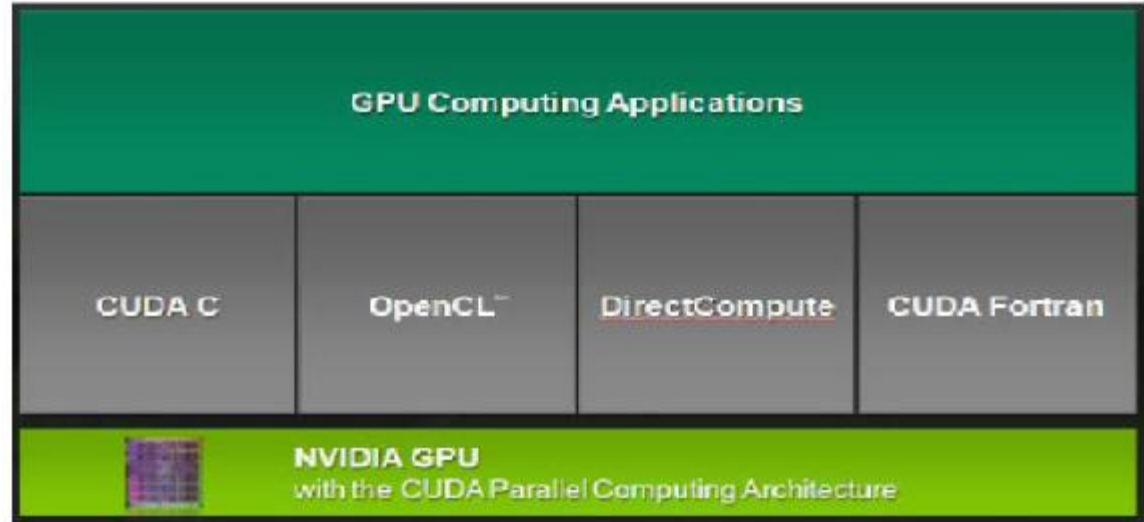 GPU Computing Applications
CUDA C
OpenCL™
DirectCompute
CUDA Fortran
NVIDIA GPU
with the CUDA Parallel Computing Architecture